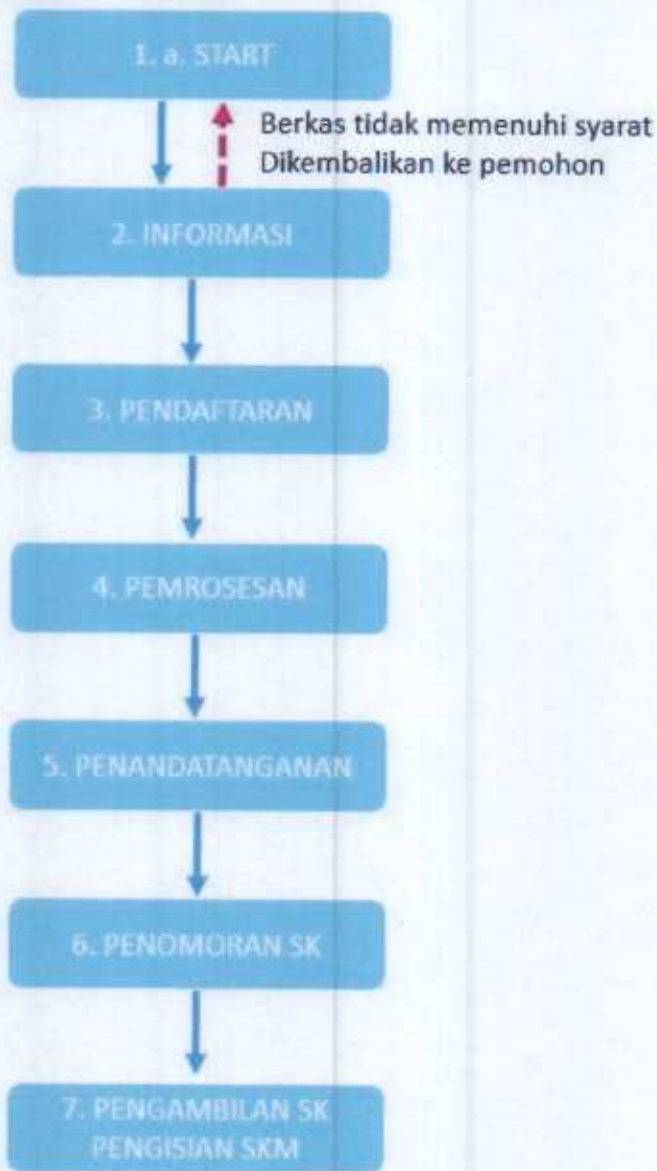 1. a. START
Berkas tidak memenuhi syarat
Dikembalikan ke pemohon
2. INFORMASI
3. PENDAFTARAN
4. PEMROSESAN
5. PENANDATANGANAN
6. PENOMORAN SK
7. PENGAMBILAN SK
PENGISIAN SKM